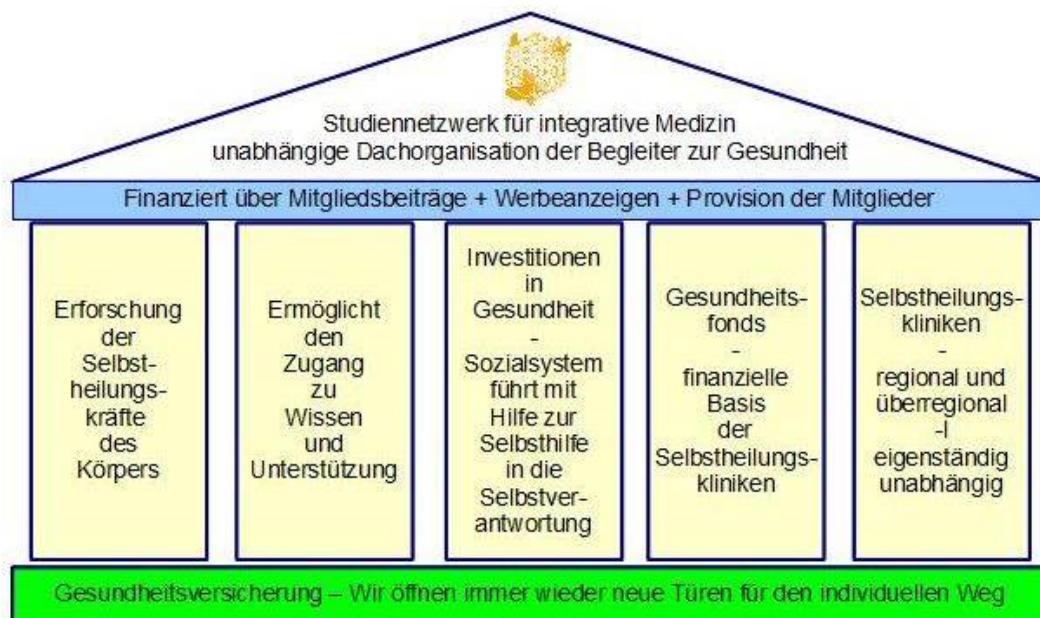 Studiennetzwerk für integrative Medizin
unabhängige Dachorganisation der Begleiter zur Gesundheit
Finanziert über Mitgliedsbeiträge + Werbeanzeigen + Provision der Mitglieder
Erforschung
der
Selbst-
heilungs-
kräfte
des
Körpers
Ermöglicht
den
Zugang
zu
Wissen
und
Unterstützung
Investitionen
in
Gesundheit
-
Sozialsystem
führt mit
Hilfe zur
Selbsthilfe
in die
Selbstver-
antwortung
Gesundheits-
fonds
-
finanzielle
Basis
der
Selbstheilungs-
kliniken
Selbstheilungs-
kliniken
-
regional und
überregional
-l
eigenständig
unabhängig
Gesundheitsversicherung – Wir öffnen immer wieder neue Türen für den individuellen Weg